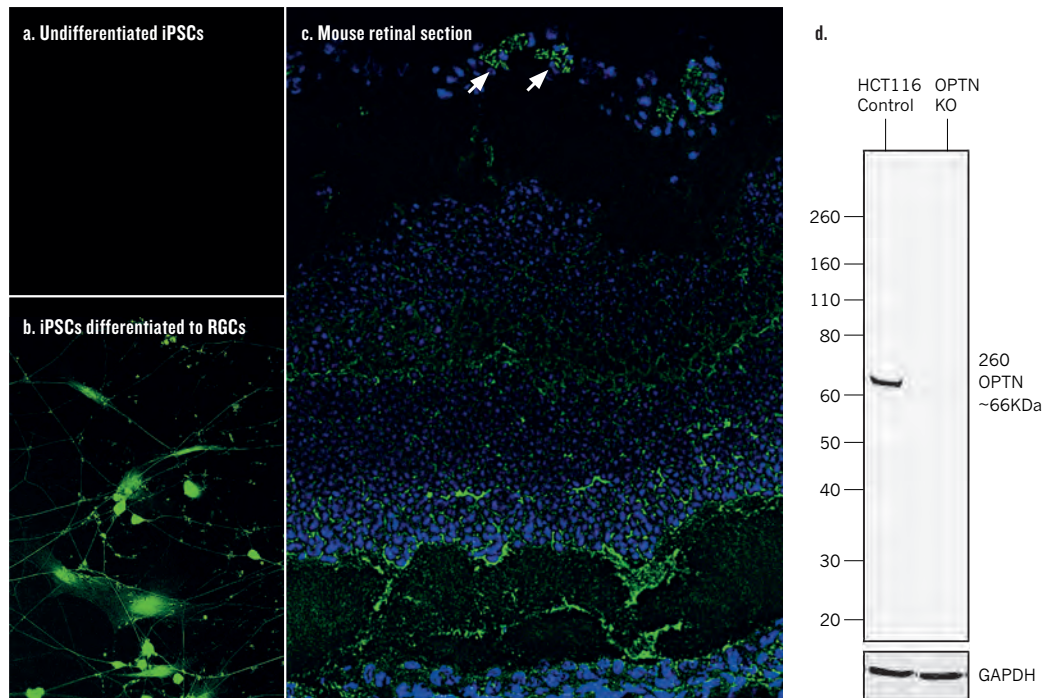 a. Undifferentiated iPSCs
b. iPSCs differentiated to RGCs
c. Mouse retinal section
d.
HCT116 OPTN
Control KO
260
160
110
80
60
50
40
30
20
260
OPTN
~66KDa
GAPDH